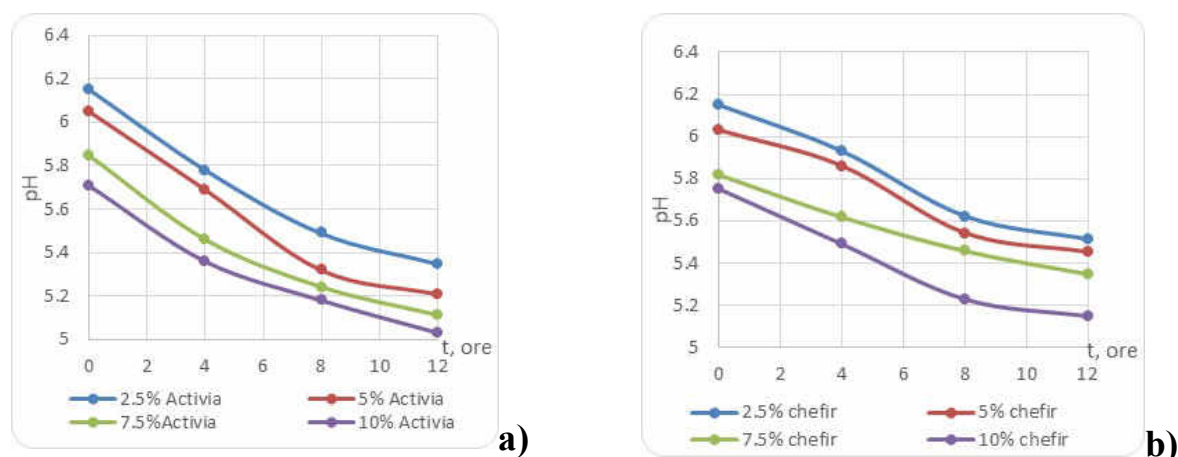 6.4
6.2
6
5.8
5.6
5.4
5.2
5
pH
0 2 4 6 8 10 12
t, ore
2.5% Activia 5% Activia
7.5%Activia 10% Activia
a)
6.4
6.2
6
5.8
5.6
5.4
5.2
5
pH
0 2 4 6 8 10 12
t, ore
2.5% chefir 5% chefir
7.5% chefir 10% chefir
b)